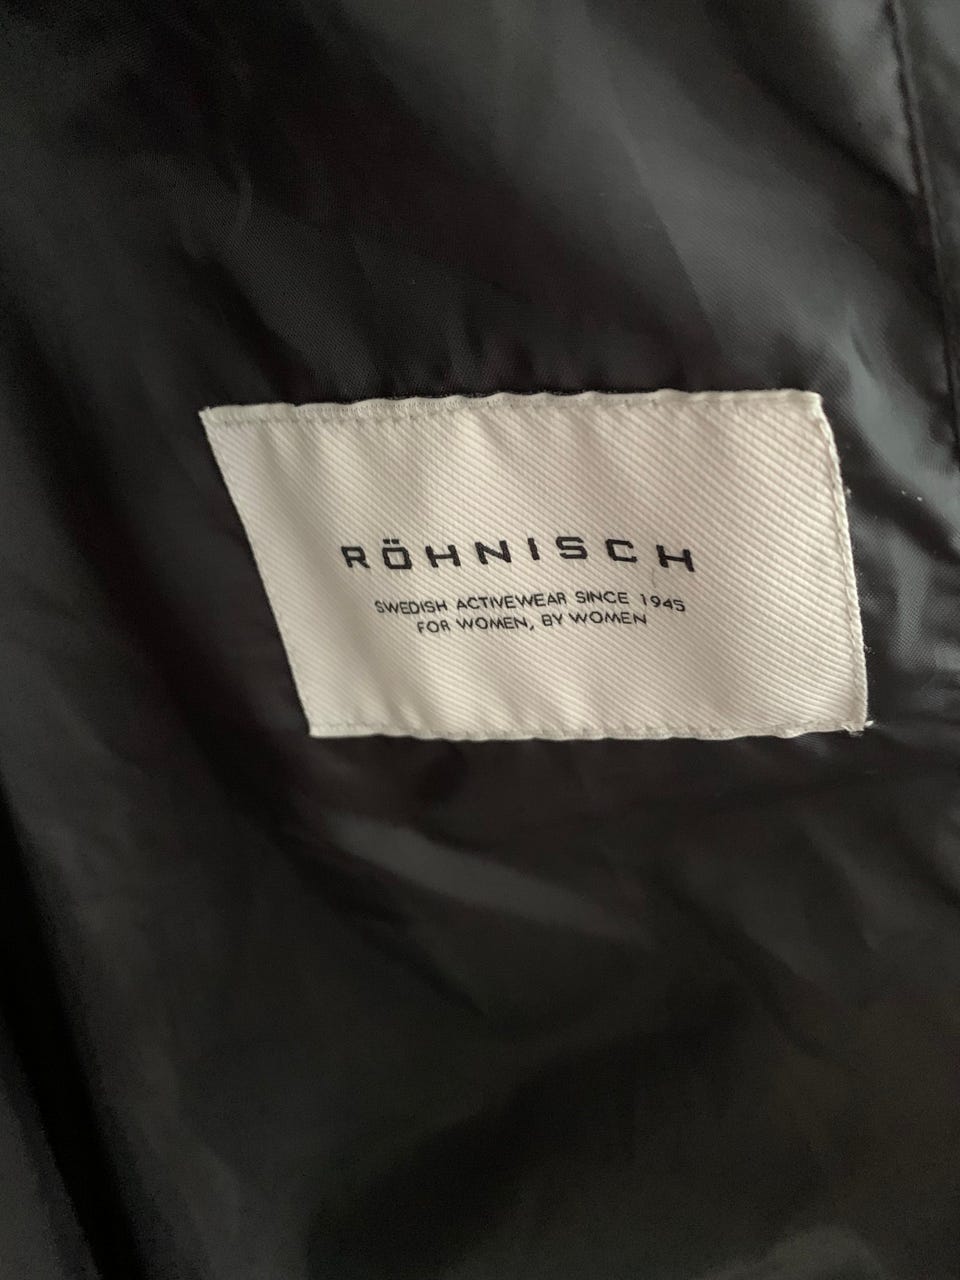 RÖHNISCH
SWEDISH ACTIVEWEAR SINCE 1945
FOR WOMEN, BY WOMEN